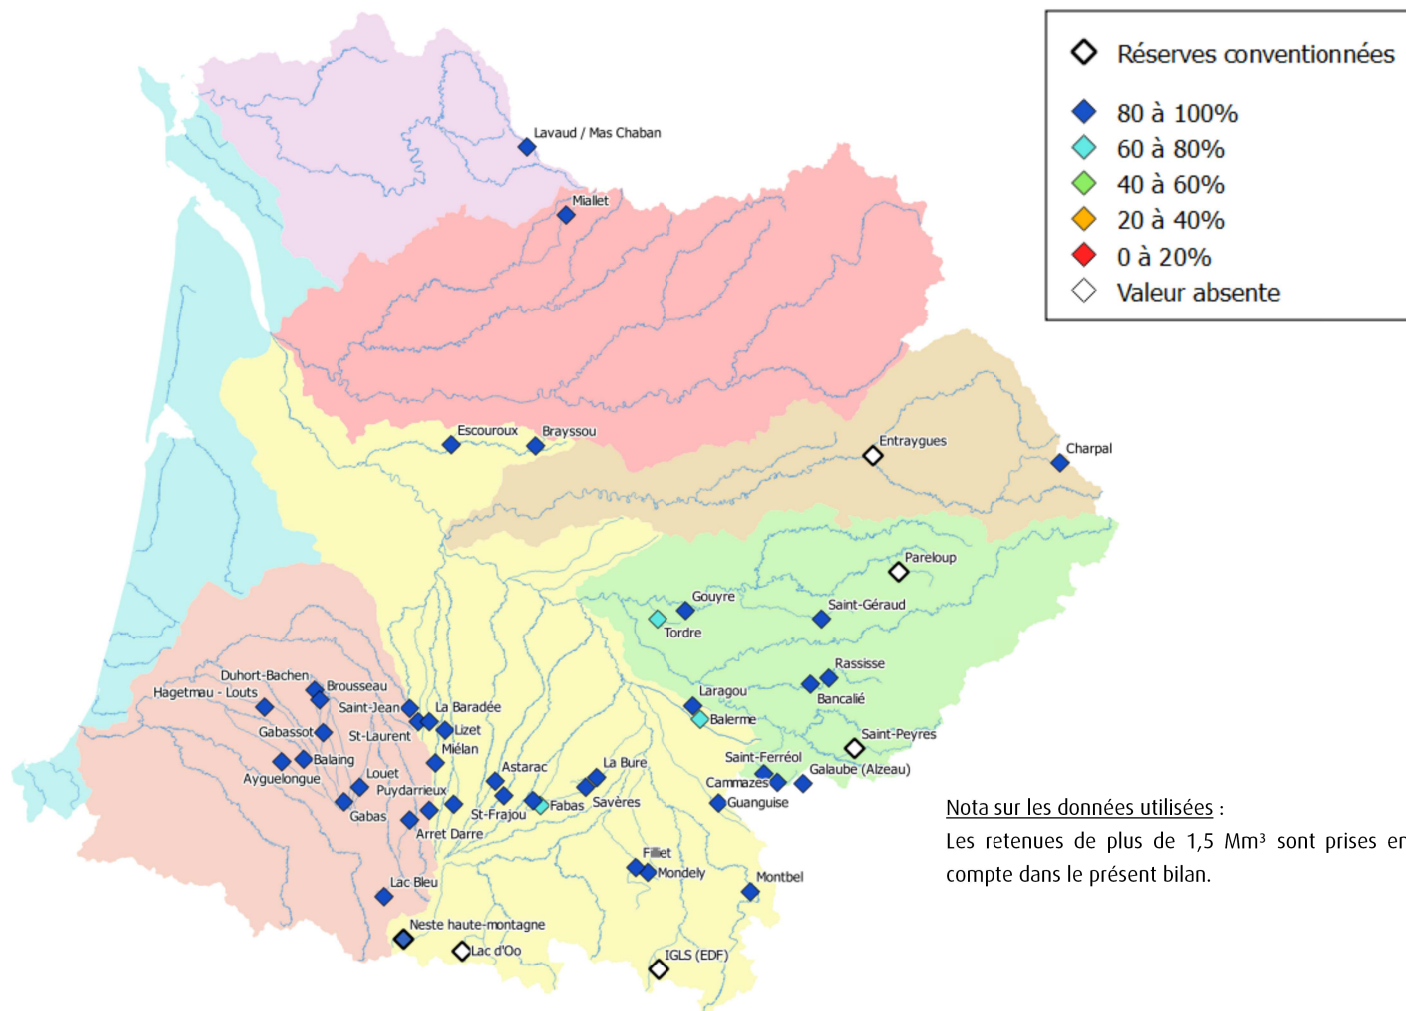 Réserves conventionnées
80 à 100%
60 à 80%
40 à 60%
20 à 40%
0 à 20%
Valeur absente
Lavaud / Mas Chaban
Miallet
Escouroux
Brayssou
Entraygues
Charpal
Pareloup
Gouyre
Saint-Géraud
Tordre
Rassisse
Bancalié
Duhort-Bachen
Brousseau
Hagetmau - Louts
Saint-Jean
La Baradée
Laragou
Balerme
Gabassot
St-Laurent
Lizet
Saint-Peyres
Miélan
Balaing
Ayguelongue
Louet
Astarac
La Bure
Saint-Ferréol
Galaube (Alzeau)
Cammazes
Puydarrieux
Savères
Guanguise
Fabas
St-Frajou
Gabas
Arret Darre
Filliet
Mondely
Montbel
Lac Bleu
Neste haute-montagne
Lac d'Oo
IGLS (EDF)
Nota sur les données utilisées :
Les retenues de plus de 1,5 Mm³ sont prises en
compte dans le présent bilan.